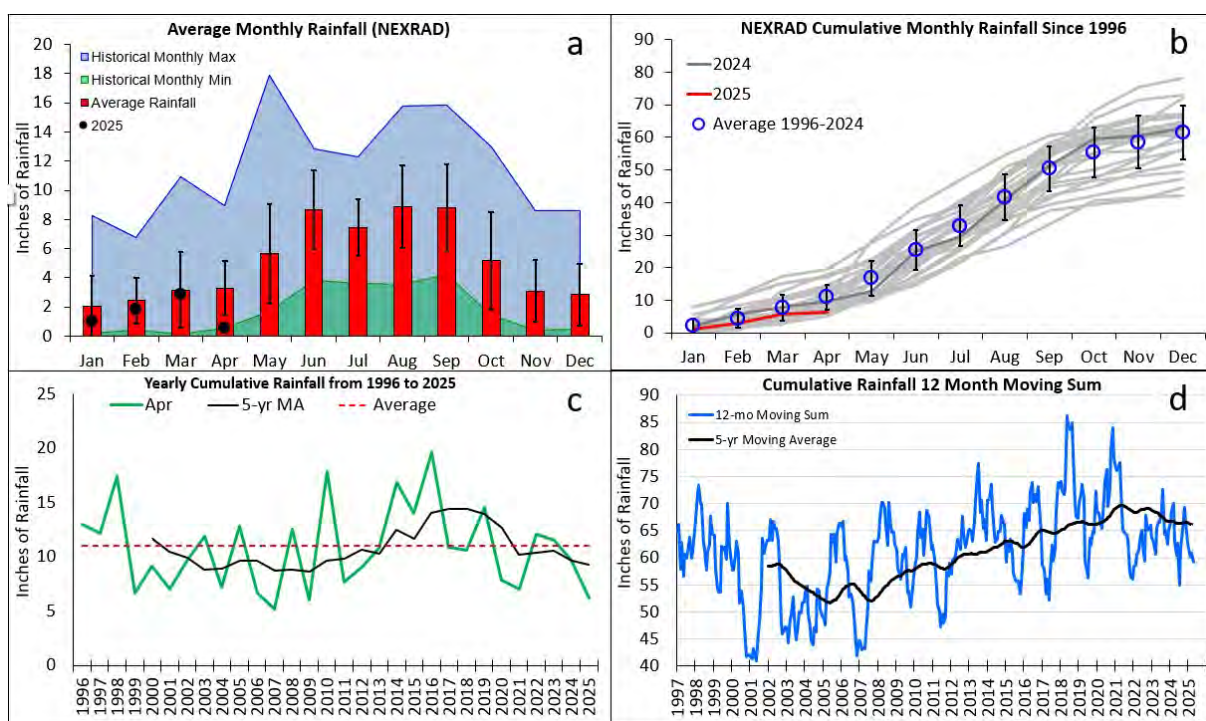 Average Monthly Rainfall (NEXRAD)
a
Historical Monthly Max
Historical Monthly Min
Average Rainfall
2025
Inches of Rainfall
20
18
16
14
12
10
8
6
4
2
0
Jan Feb Mar Apr May Jun Jul Aug Sep Oct Nov Dec
NEXRAD Cumulative Monthly Rainfall Since 1996
b
2024
2025
Average 1996-2024
Inches of Rainfall
90
80
70
60
50
40
30
20
10
0
Jan Feb Mar Apr May Jun Jul Aug Sep Oct Nov Dec
Yearly Cumulative Rainfall from 1996 to 2025
c
Apr 5-yr MA Average
Inches of Rainfall
25
20
15
10
5
0
1996 1997 1998 1999 2000 2001 2002 2003 2004 2005 2006 2007 2008 2009 2010 2011 2012 2013 2014 2015 2016 2017 2018 2019 2020 2021 2022 2023 2024 2025
Cumulative Rainfall 12 Month Moving Sum
d
12-mo Moving Sum
5-yr Moving Average
Inches of Rainfall
90
85
80
75
70
65
60
55
50
45
40
1997 1998 1999 2000 2001 2002 2003 2004 2005 2006 2007 2008 2009 2010 2011 2012 2013 2014 2015 2016 2017 2018 2019 2020 2021 2022 2023 2024 2025